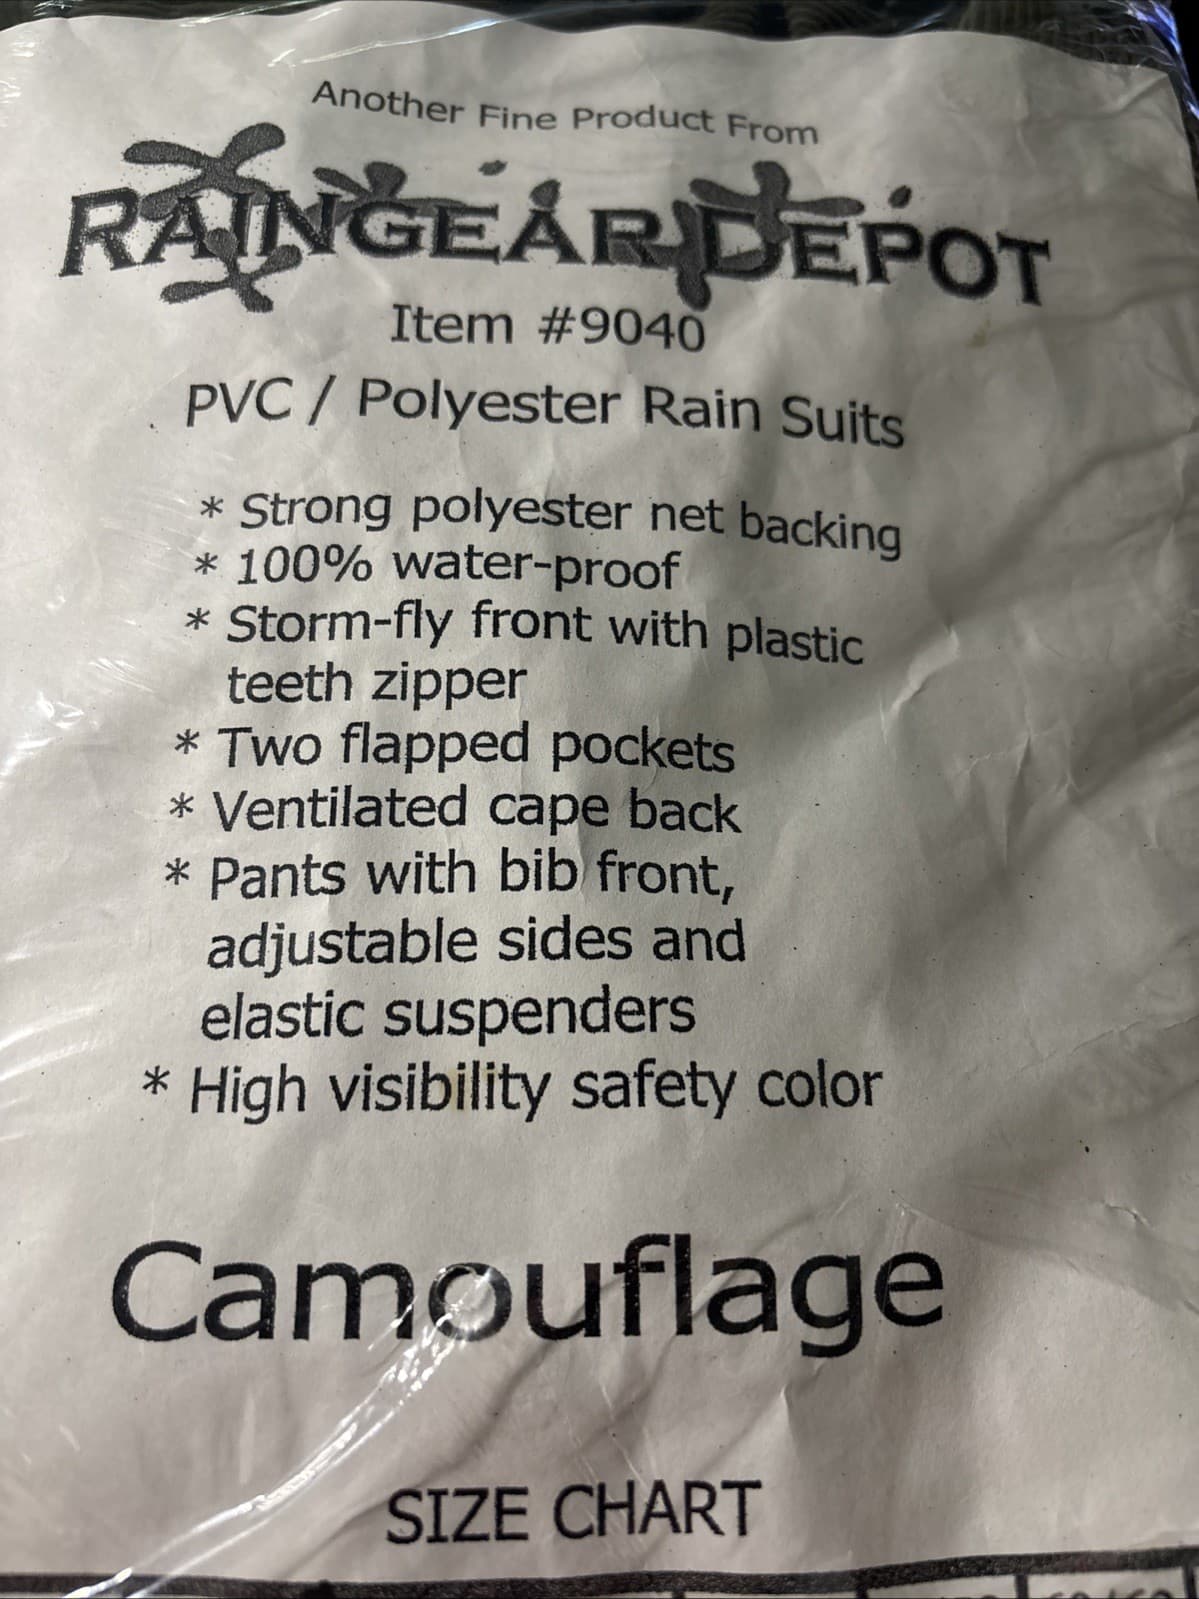 Another Fine Product From
RAINGEAR DEPOT
Item #9040
PVC / Polyester Rain Suits
* Strong polyester net backing
* 100% water-proof
* Storm-fly front with plastic
teeth zipper
* Two flapped pockets
* Ventilated cape back
* Pants with bib front,
adjustable sides and
elastic suspenders
* High visibility safety color
Camouflage
SIZE CHART